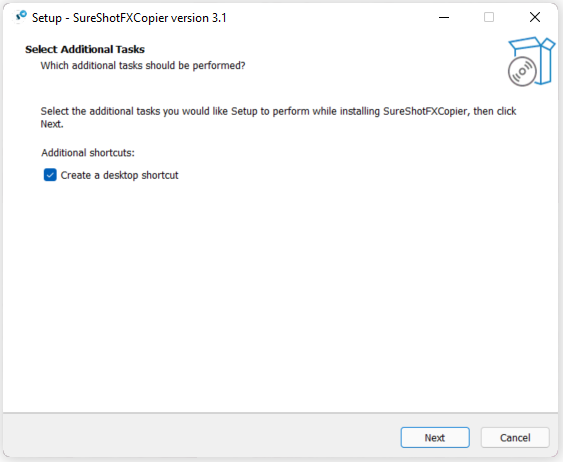 Setup - SureShotFXCopier version 3.1
Select Additional Tasks
Which additional tasks should be performed?
Select the additional tasks you would like Setup to perform while installing SureShotFXCopier, then click
Next.
Additional shortcuts:
Create a desktop shortcut
Next
Cancel